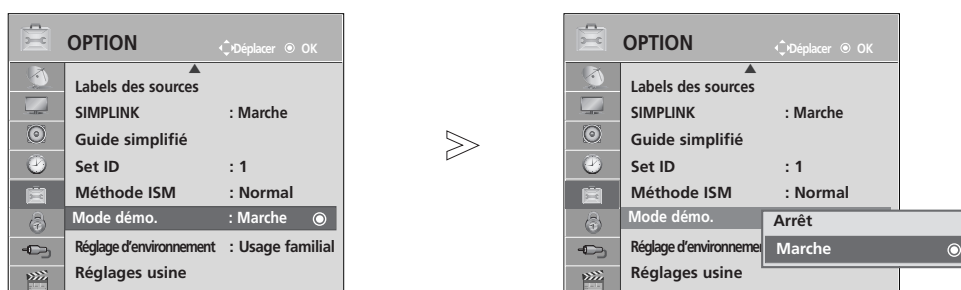 OPTION
Déplacer OK
Labels des sources
SIMPLINK : Marche
Guide simplifié
Set ID : 1
Méthode ISM : Normal
Mode démo. : Marche
Réglage d'environnement : Usage familial
Réglages usine
OPTION
Déplacer OK
Labels des sources
SIMPLINK : Marche
Guide simplifié
Set ID : 1
Méthode ISM : Normal
Mode démo.
Arrêt
Réglage d'environnemen
Marche
Réglages usine